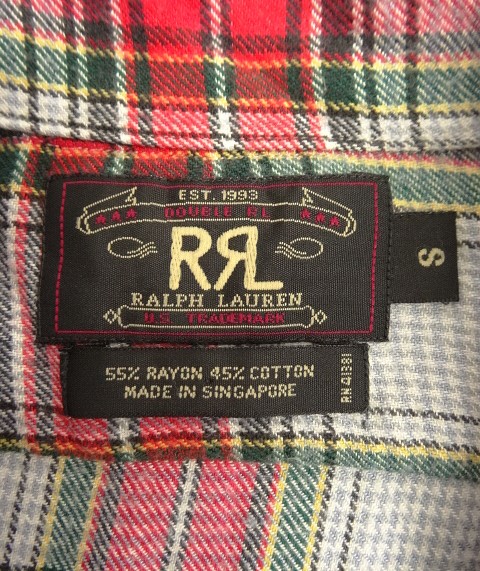 EST. 1993
DOUBLE RL
RRL
RALPH LAUREN
U.S. TRADEMARK
S
55% RAYON 45% COTTON
MADE IN SINGAPORE
RN 41381